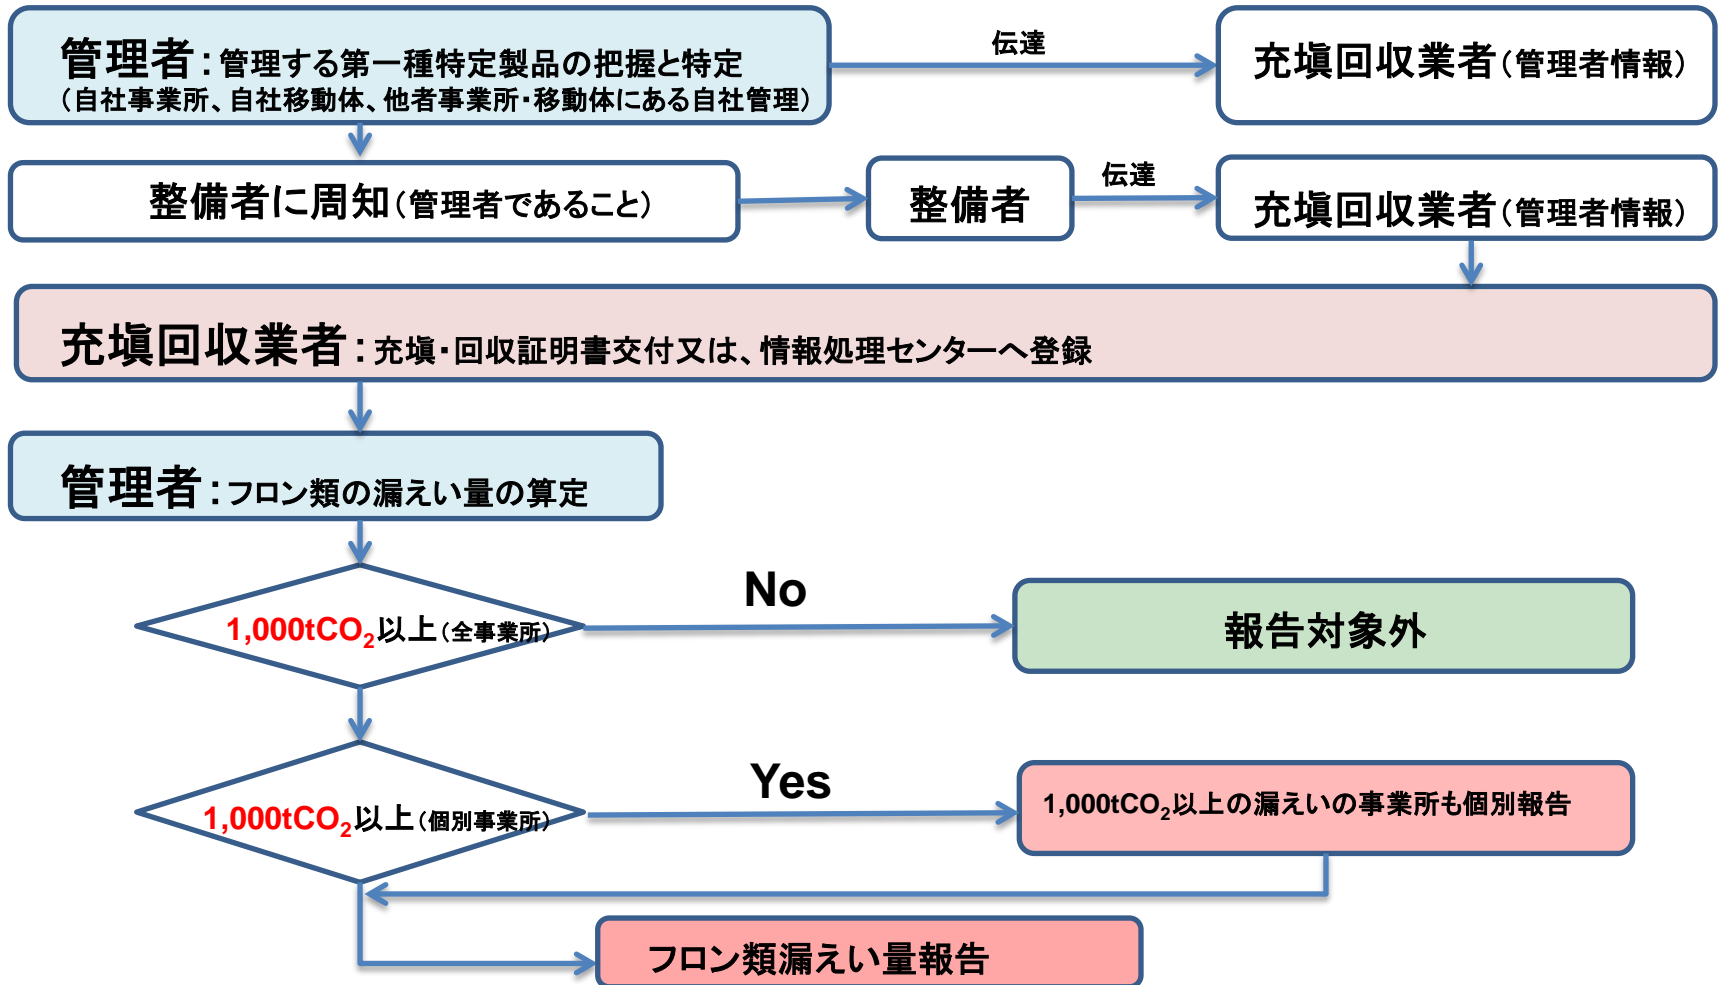 管理者：管理する第一種特定製品の把握と特定
（自社事業所、自社移動体、他者事業所・移動体にある自社管理）
伝達
充塡回収業者（管理者情報）
整備者に周知（管理者であること）
整備者
伝達
充塡回収業者（管理者情報）
充塡回収業者：充塡・回収証明書交付又は、情報処理センターへ登録
管理者：フロン類の漏えい量の算定
1,000tCO₂以上（全事業所）
No
報告対象外
1,000tCO₂以上（個別事業所）
Yes
1,000tCO₂以上の漏えいの事業所も個別報告
フロン類漏えい量報告